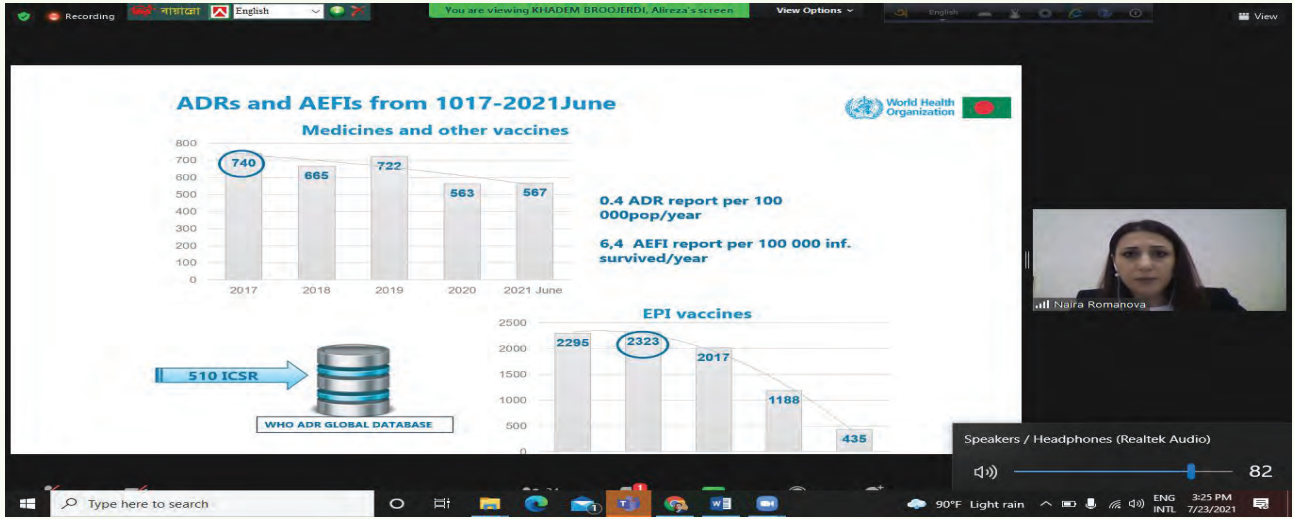 Recording
নায়াগ্রা
English
You are viewing KHADEM BROOJERDI, Alireza's screen
View Options
English
View
ADRs and AEFIs from 1017-2021June
World Health
Organization
Medicines and other vaccines
800
700
600
500
400
300
200
100
0
740
665
722
563
567
2017
2018
2019
2020
2021 June
0.4 ADR report per 100
000pop/year
6,4 AEFI report per 100 000 inf.
survived/year
EPI vaccines
2500
2000
1500
1000
500
0
2295
2323
2017
1188
435
510 ICSR
WHO ADR GLOBAL DATABASE
Naira Romanova
Speakers / Headphones (Realtek Audio)
82
Type here to search
1
1
90°F Light rain
ENG
INTL
3:25 PM
7/23/2021